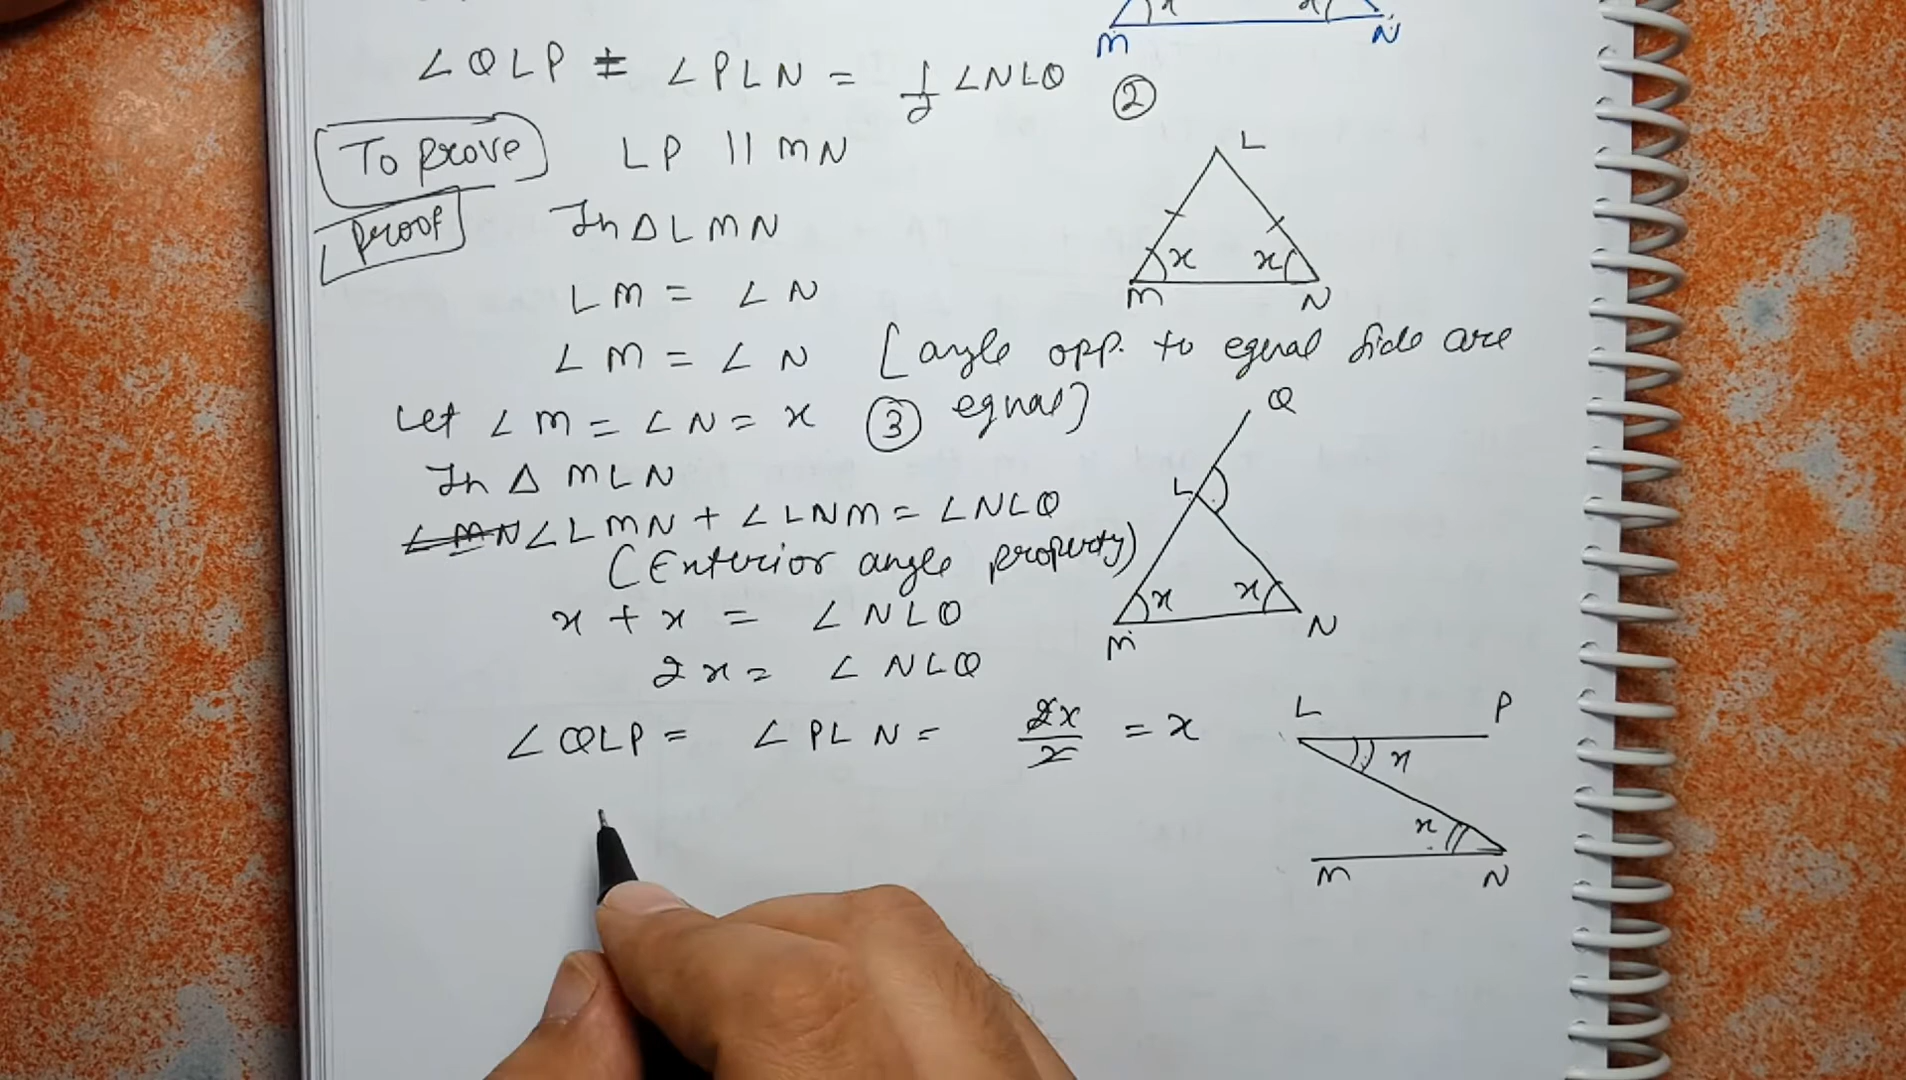 x x
M N
∠QLP = ∠PLN = 1/2 ∠NLQ ②
To prove LP || MN
L
Proof In △LMN
x x
M N
LM = ∠N
∠M = ∠N [angle opp. to equal side are
equal]
Let ∠M = ∠N = x ③
Q
In △ MLN
L
∠MN ∠LMN + ∠LNM = ∠NLQ
(Exterior angle property)
x x
M N
x + x = ∠NLQ
2x = ∠NLQ
∠QLP = ∠PLN = 2x/2 = x
L P
x
x
M N